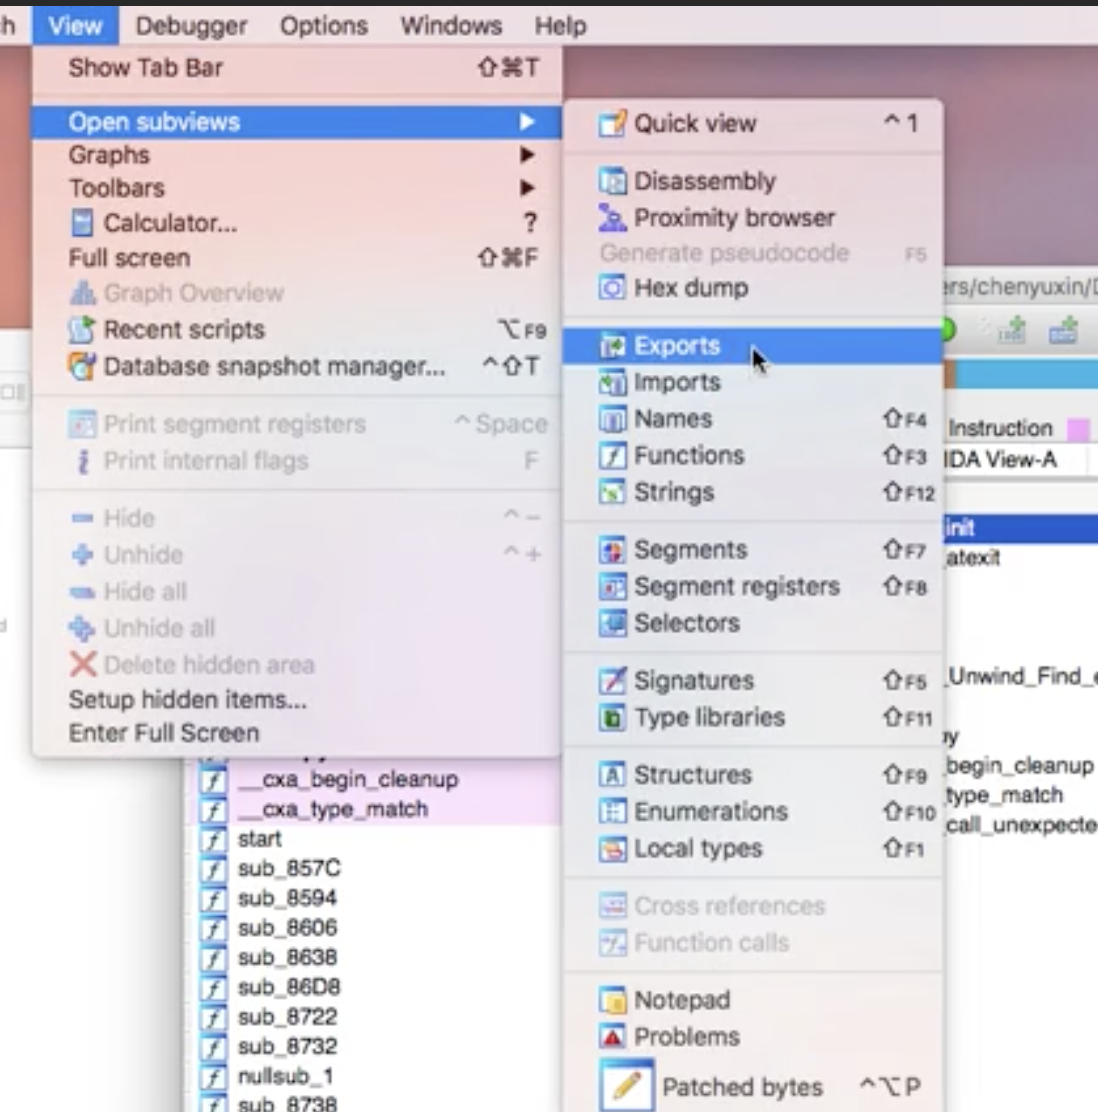 View Debugger Options Windows Help
Show Tab Bar ⇧⌘T
Open subviews ▶
Graphs ▶
Toolbars ▶
Calculator... ?
Full screen ⇧⌘F
Graph Overview
Recent scripts ⌥F9
Database snapshot manager... ^⇧T
Print segment registers ^Space
Print internal flags F
Hide ^−
Unhide ^+
Hide all
Unhide all
Delete hidden area
Setup hidden items...
Enter Full Screen
Quick view ^1
Disassembly
Proximity browser
Generate pseudocode F5
Hex dump
Exports
Imports
Names ⇧F4
Functions ⇧F3
Strings ⇧F12
Segments ⇧F7
Segment registers ⇧F8
Selectors
Signatures ⇧F5
Type libraries ⇧F11
Structures ⇧F9
Enumerations ⇧F10
Local types ⇧F1
Cross references
Function calls
Notepad
Problems
Patched bytes ^⌥P
__cxa_begin_cleanup
__cxa_type_match
start
sub_857C
sub_8594
sub_8606
sub_8638
sub_86D8
sub_8722
sub_8732
nullsub_1
sub_8738
ers/chenyuxin/D
Instruction
IDA View-A
init
atexit
_Unwind_Find_e
py
begin_cleanup
type_match
call_unexpecte